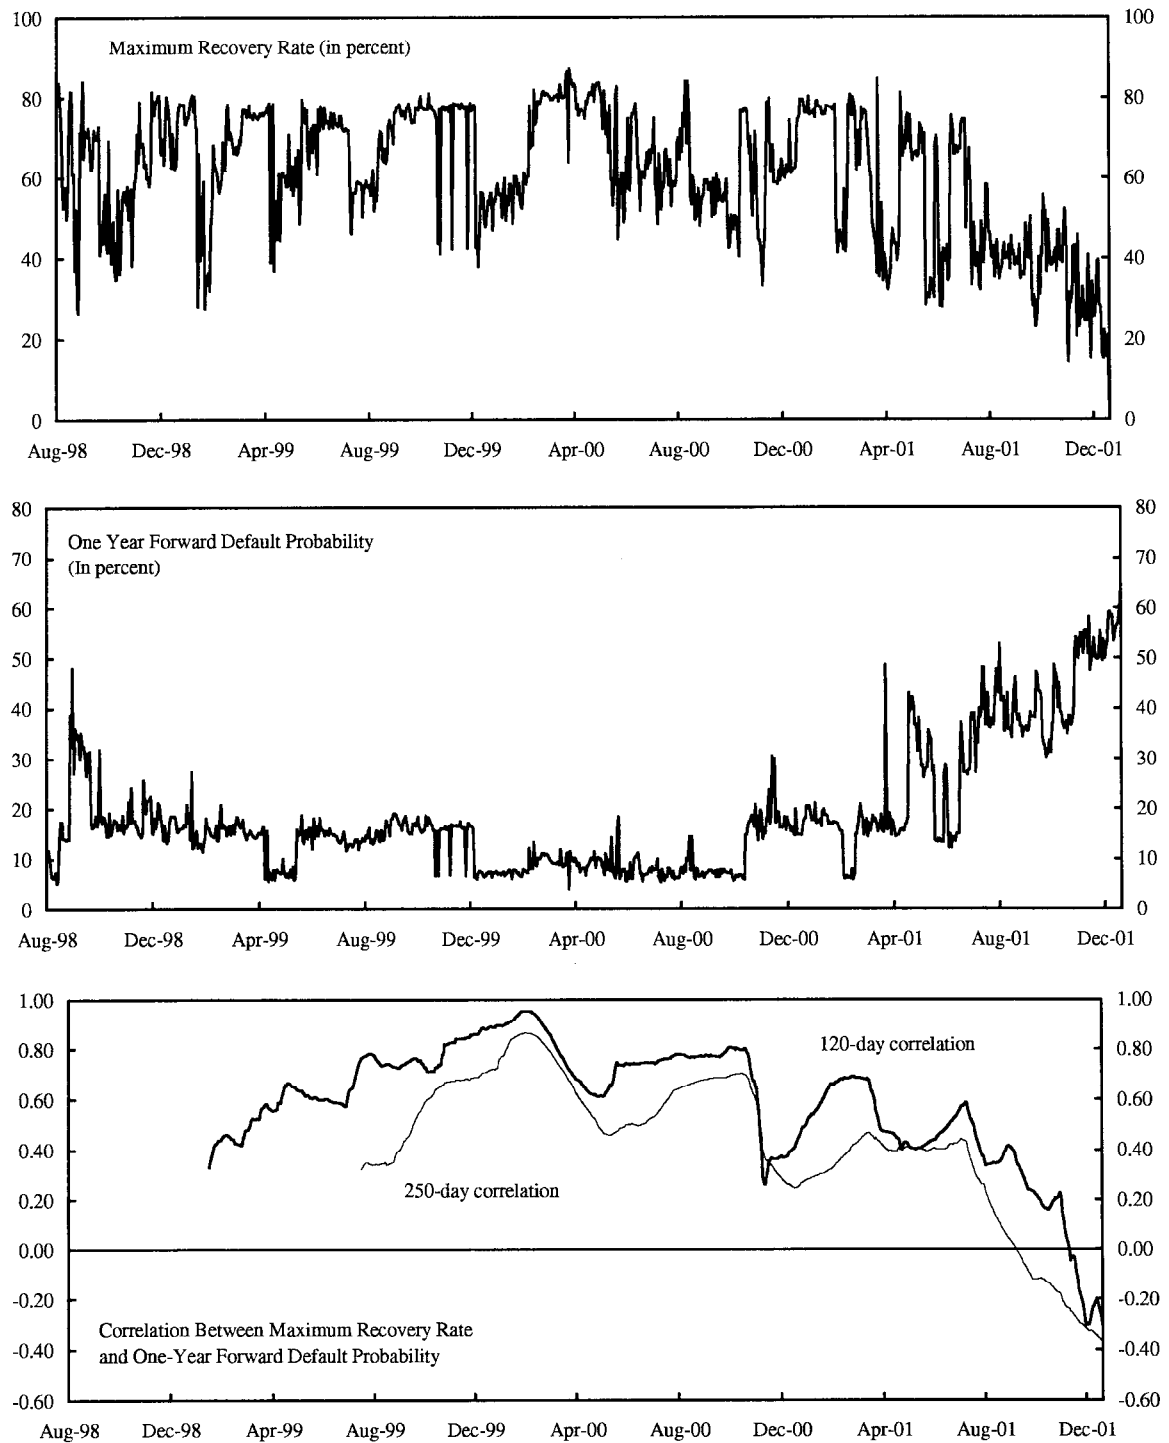 100 100
Maximum Recovery Rate (in percent)
80 80
60 60
40 40
20 20
0 0
Aug-98 Dec-98 Apr-99 Aug-99 Dec-99 Apr-00 Aug-00 Dec-00 Apr-01 Aug-01 Dec-01
80 80
One Year Forward Default Probability
(In percent)
70 70
60 60
50 50
40 40
30 30
20 20
10 10
0 0
Aug-98 Dec-98 Apr-99 Aug-99 Dec-99 Apr-00 Aug-00 Dec-00 Apr-01 Aug-01 Dec-01
1.00 1.00
120-day correlation
0.80 0.80
0.60 0.60
0.40 0.40
250-day correlation
0.20 0.20
0.00 0.00
-0.20 -0.20
Correlation Between Maximum Recovery Rate
and One-Year Forward Default Probability
-0.40 -0.40
-0.60 -0.60
Aug-98 Dec-98 Apr-99 Aug-99 Dec-99 Apr-00 Aug-00 Dec-00 Apr-01 Aug-01 Dec-01